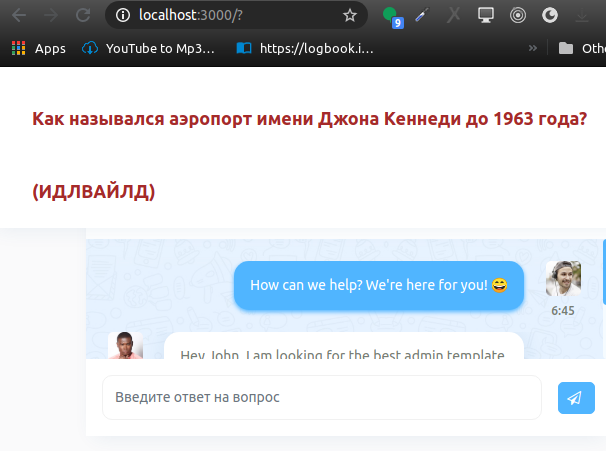 localhost:3000/?
9
Apps
YouTube to Mp3…
https://logbook.i…
»
Othe
Как назывался аэропорт имени Джона Кеннеди до 1963 года?
(ИДЛВАЙЛД)
How can we help? We're here for you! 😄
6:45
Hey John, I am looking for the best admin template
Введите ответ на вопрос